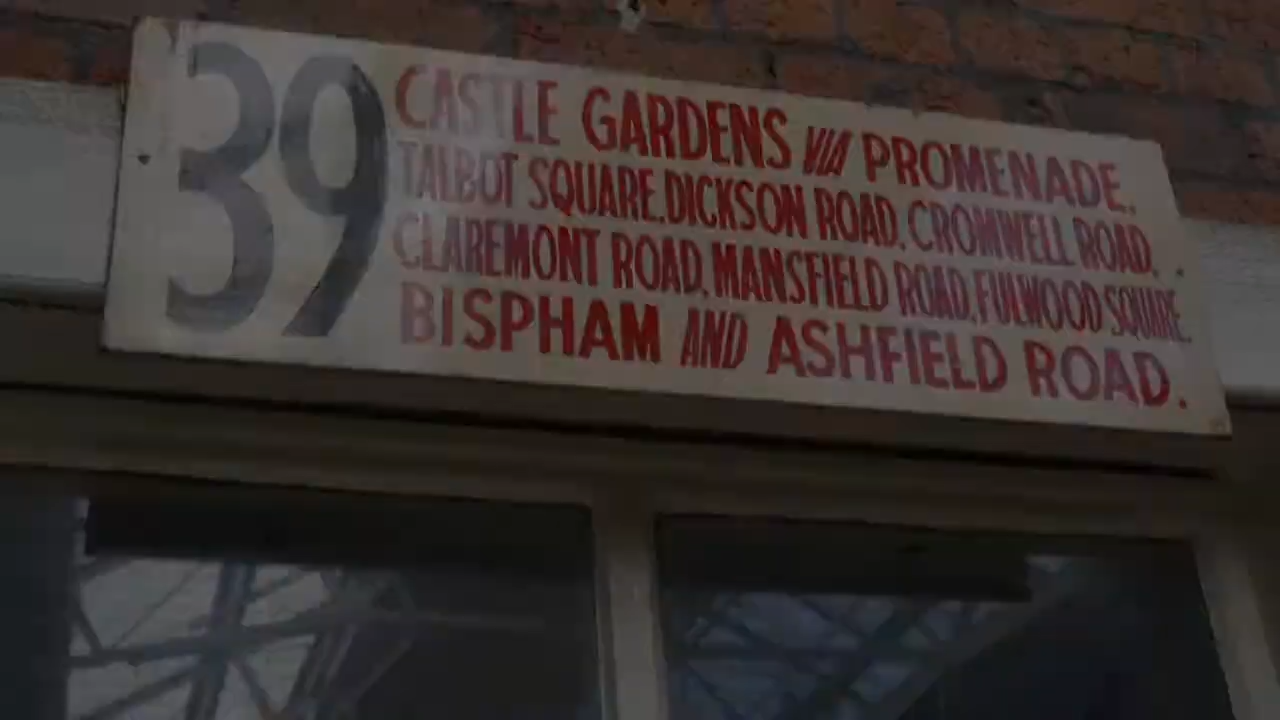 39 CASTLE GARDENS VIA PROMENADE.
TALBOT SQUARE. DICKSON ROAD. CROMWELL ROAD.
CLAREMONT ROAD. MANSFIELD ROAD. FULWOOD SQUARE.
BISPHAM AND ASHFIELD ROAD.